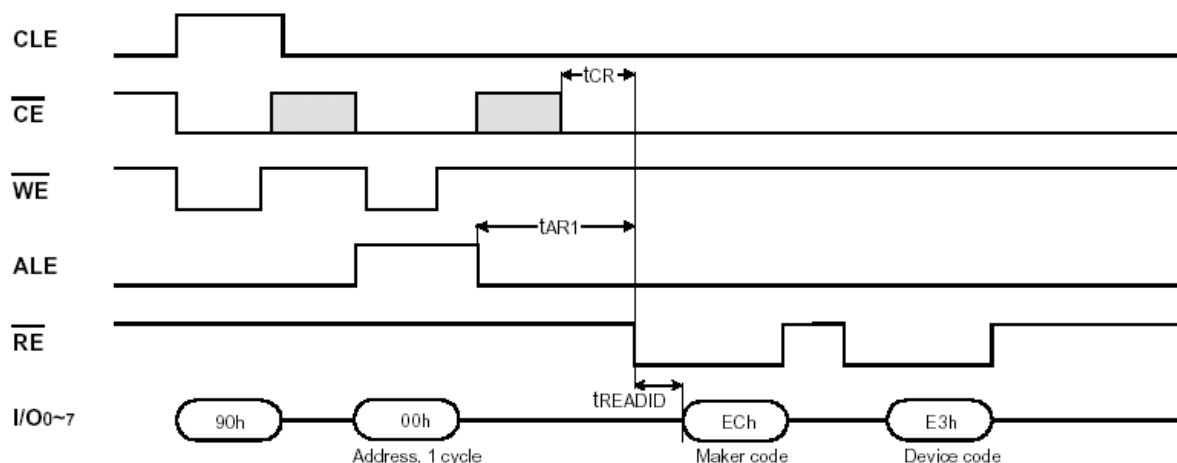 CLE
tCR
CE
WE
tAR1
ALE
RE
tREADID
I/O0~7
90h
00h
ECh
E3h
Address. 1 cycle
Maker code
Device code